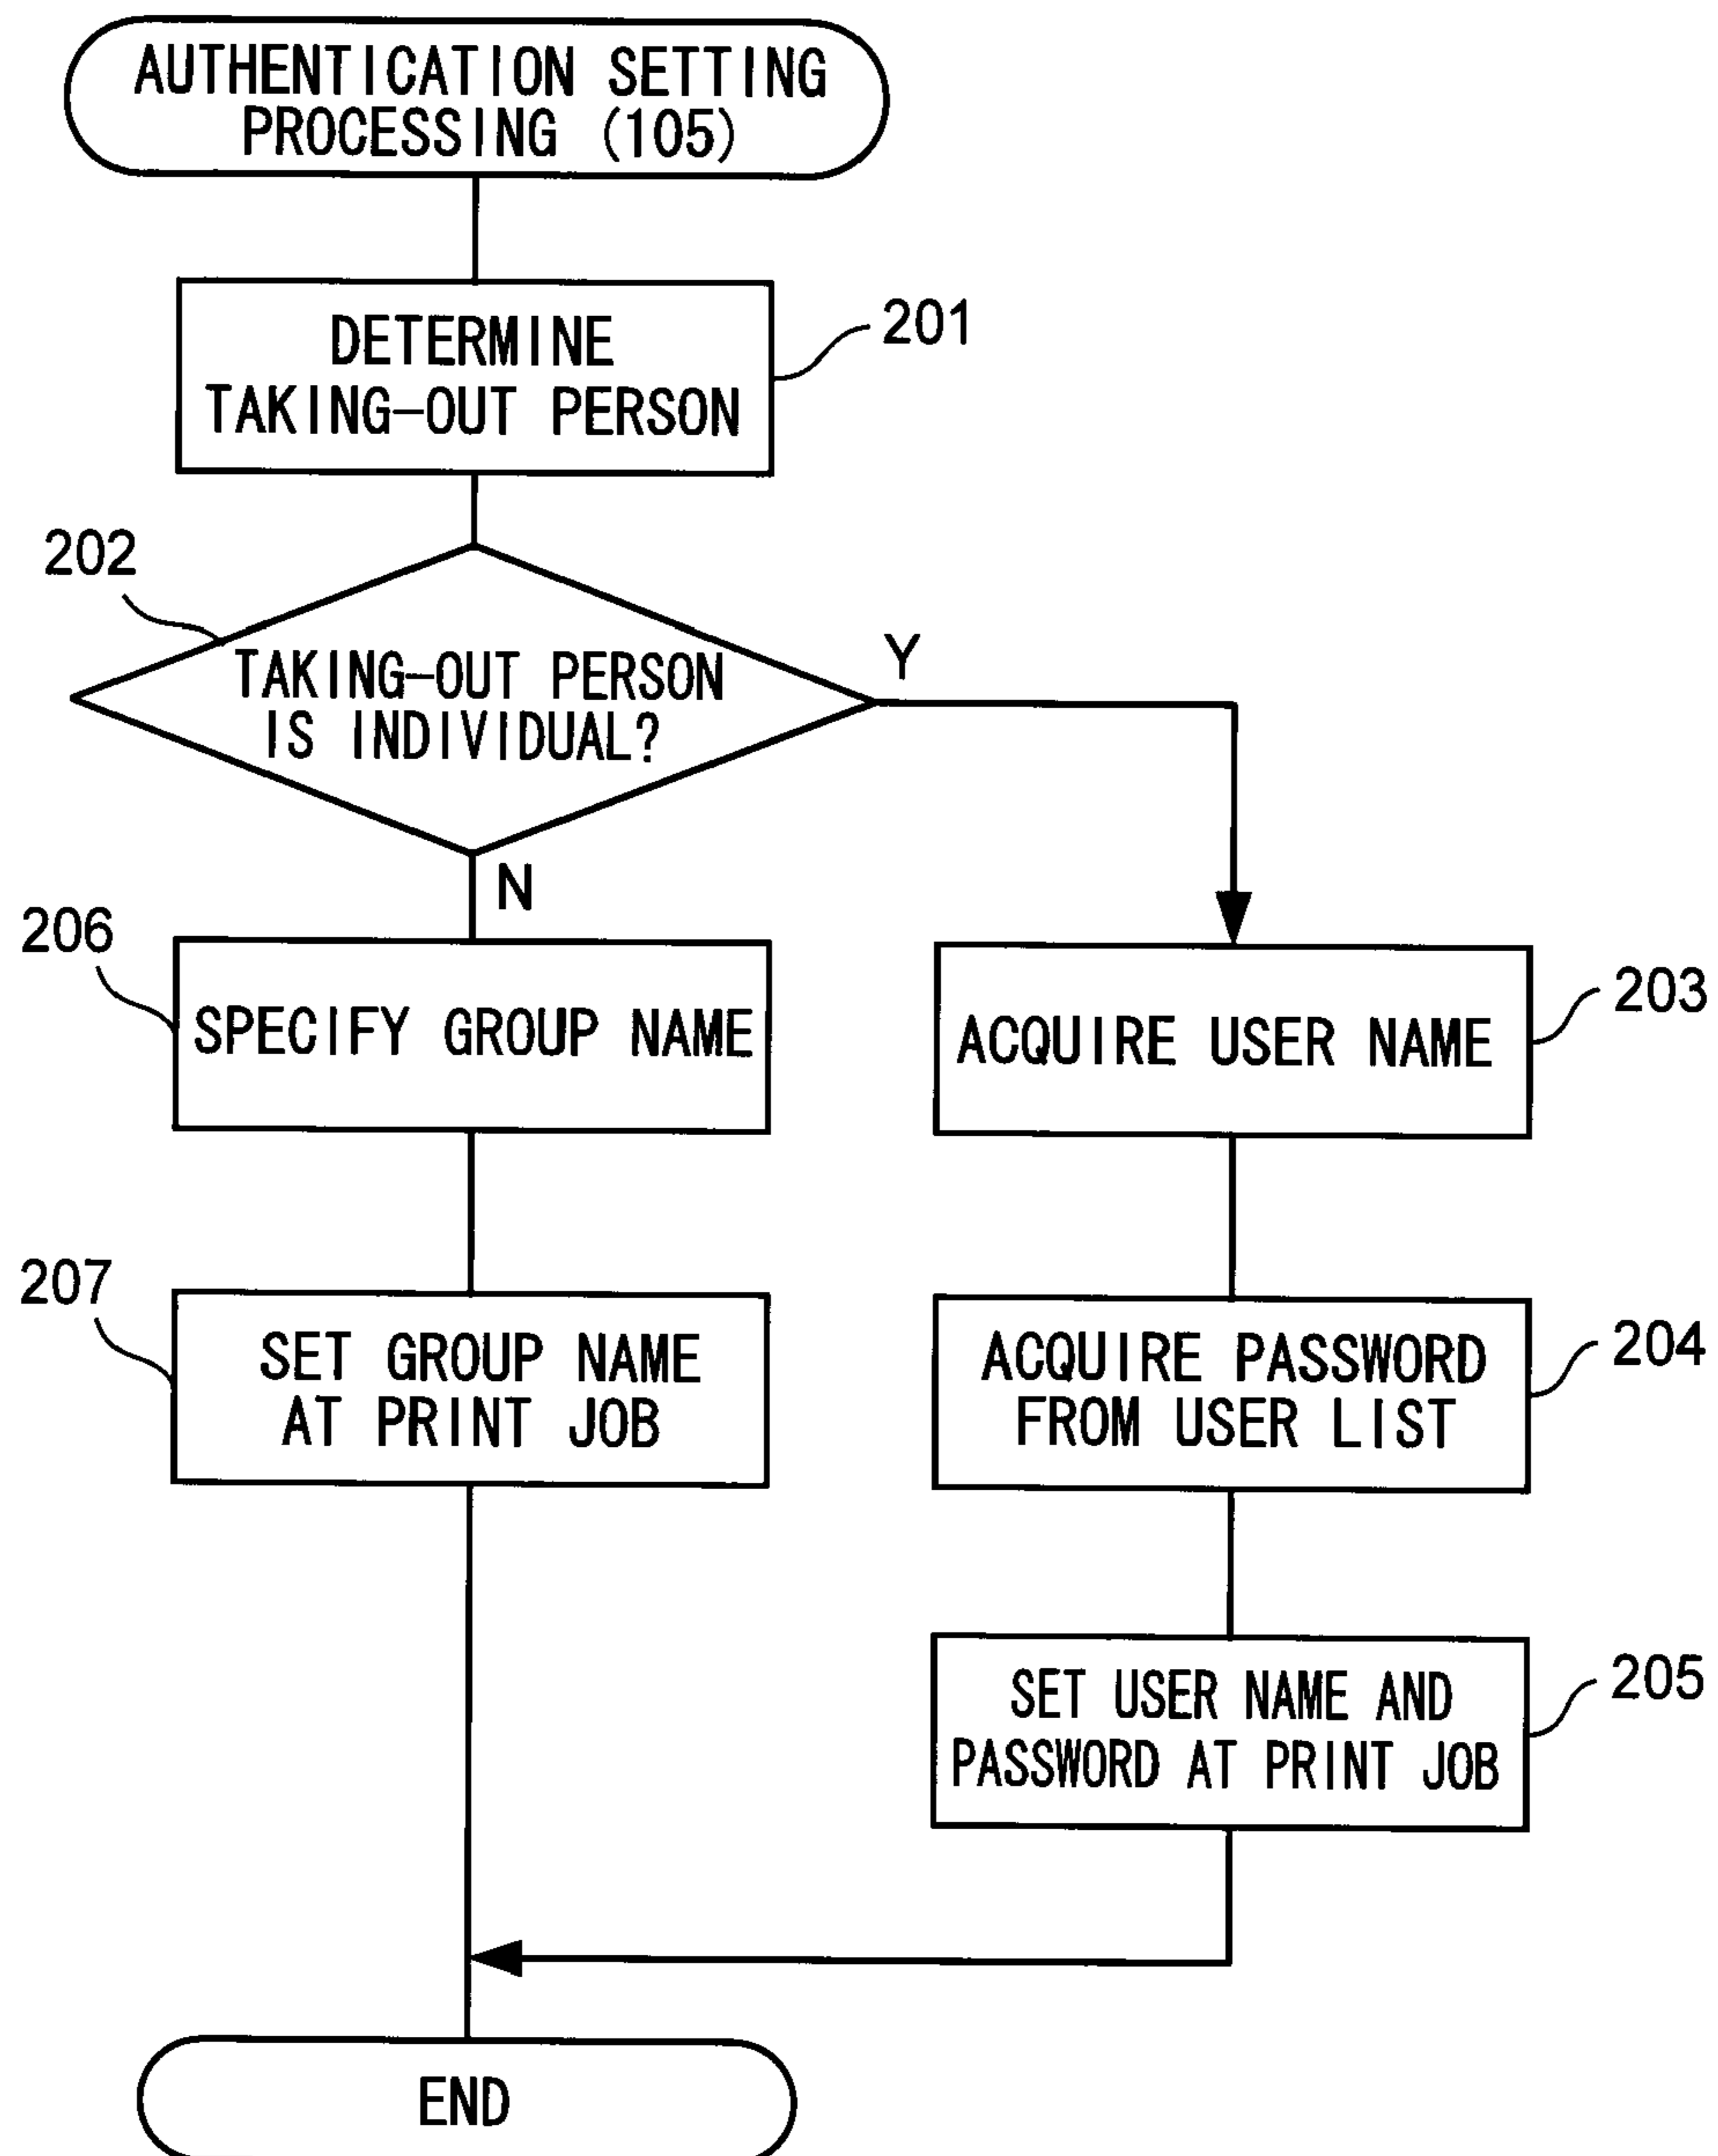 AUTHENTICATION SETTING
PROCESSING (105)
DETERMINE
TAKING-OUT PERSON
201
202
TAKING-OUT PERSON
IS INDIVIDUAL?
Y
N
206
SPECIFY GROUP NAME
ACQUIRE USER NAME
203
207
SET GROUP NAME
AT PRINT JOB
ACQUIRE PASSWORD
FROM USER LIST
204
SET USER NAME AND
PASSWORD AT PRINT JOB
205
END